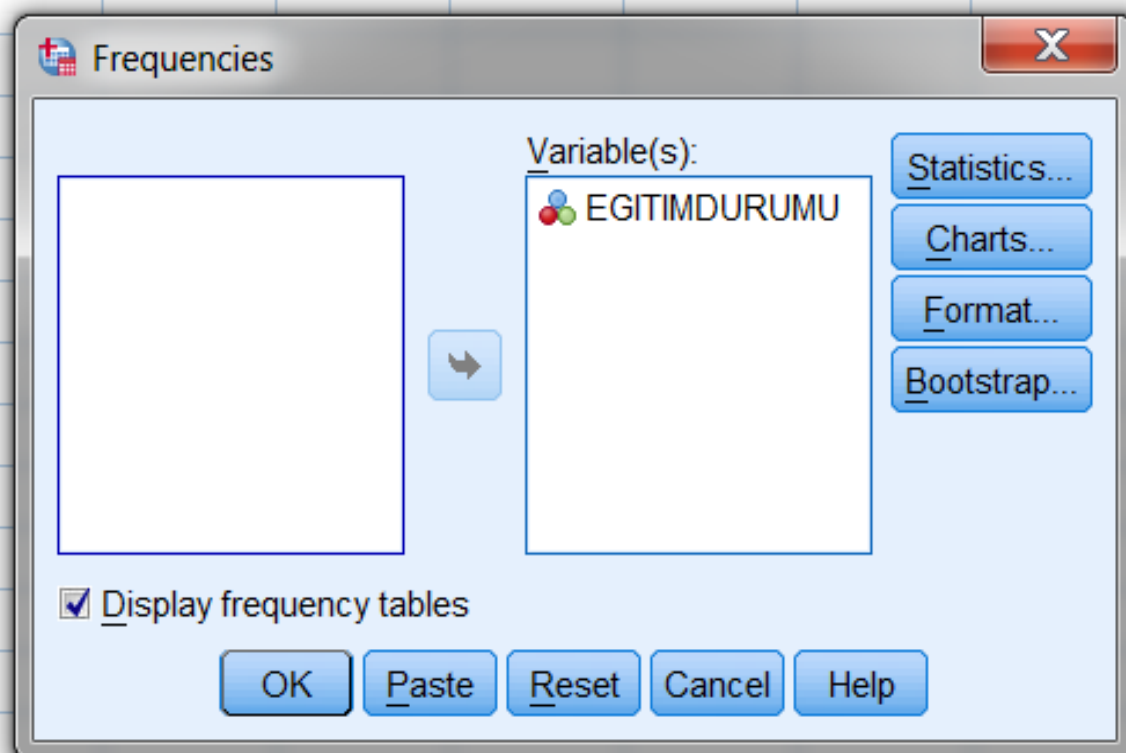 Frequencies
Variable(s):
EGITIMDURUMU
Statistics...
Charts...
Format...
Bootstrap...
Display frequency tables
OK Paste Reset Cancel Help